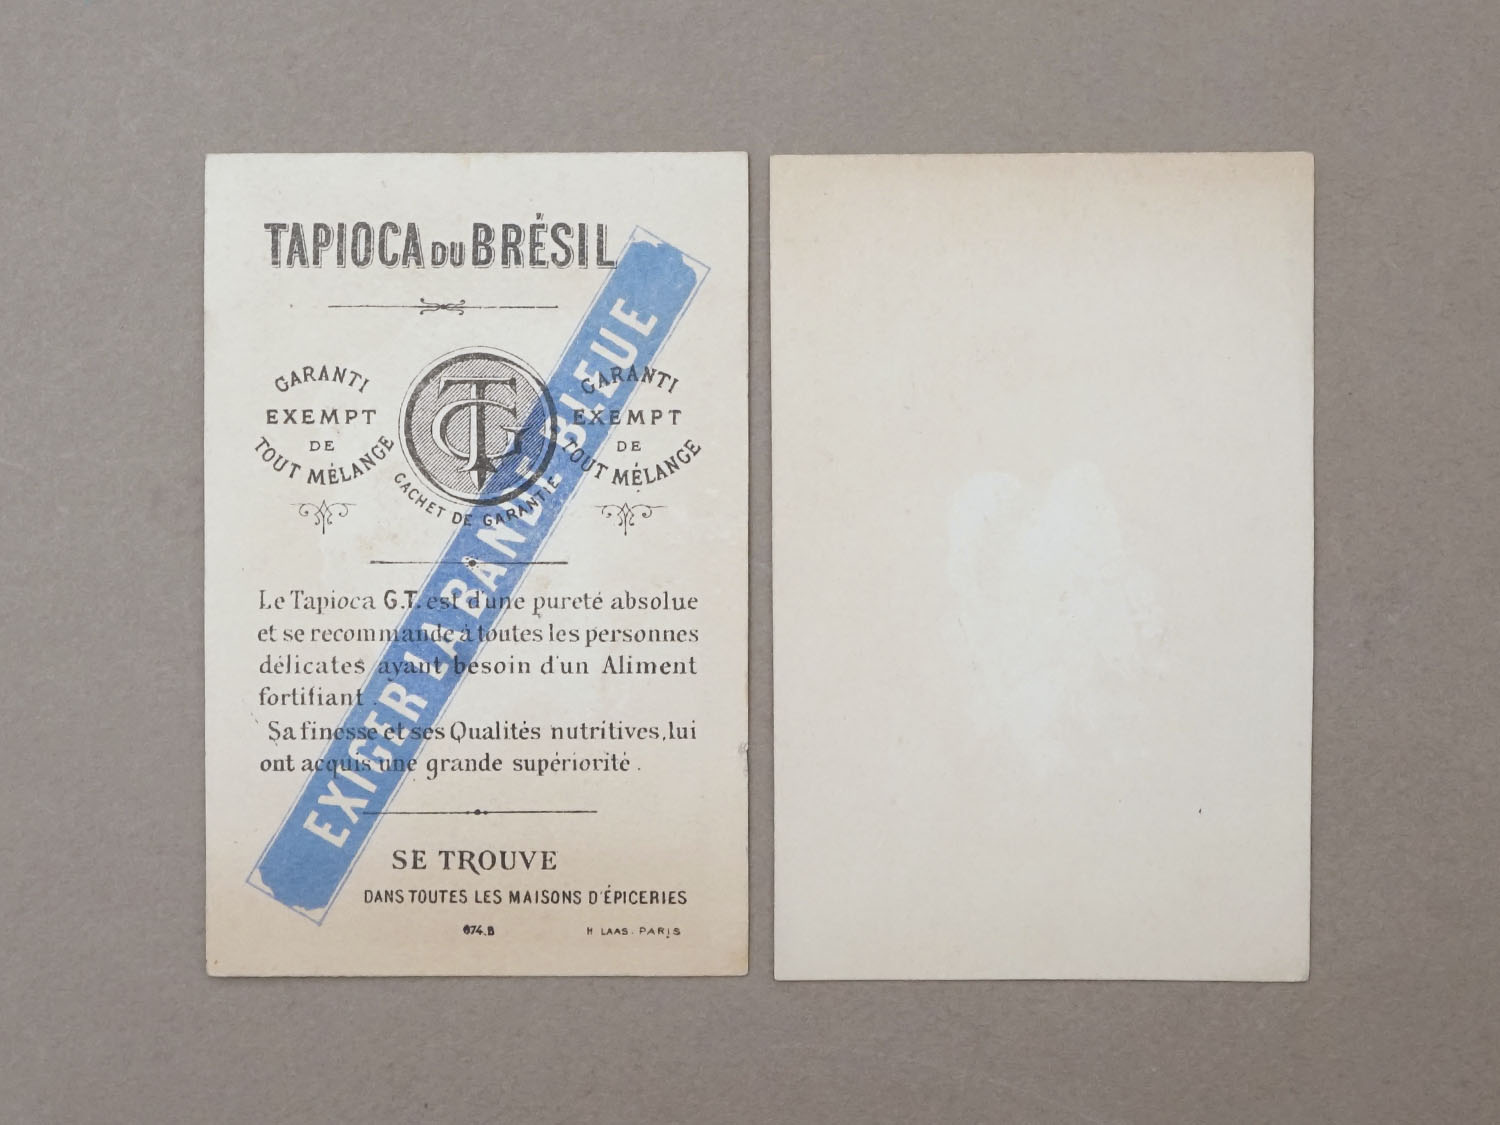 TAPIOCA DU BRÉSIL
GARANTI
EXEMPT
DE
TOUT MÉLANGE
GT
CACHET DE GARANTIE
GARANTI
EXEMPT
DE
TOUT MÉLANGE
EXIGER LA BANDE BLEUE
Le Tapioca G.T. est d'une pureté absolue
et se recommande à toutes les personnes
délicates ayant besoin d'un Aliment
fortifiant.
Sa finesse et ses Qualités nutritives, lui
ont acquis une grande supériorité.
SE TROUVE
DANS TOUTES LES MAISONS D'ÉPICERIES
674.B
H LAAS. PARIS